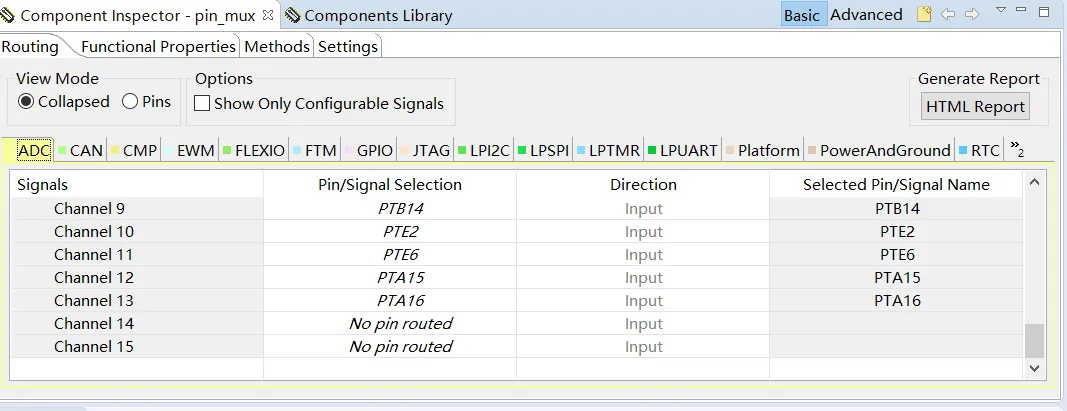 Component Inspector - pin_mux Components Library Basic Advanced
Routing Functional Properties Methods Settings
View Mode Options Generate Report
Collapsed Pins Show Only Configurable Signals HTML Report
ADC CAN CMP EWM FLEXIO FTM GPIO JTAG LPI2C LPSPI LPTMR LPUART Platform PowerAndGround RTC »2
Signals Pin/Signal Selection Direction Selected Pin/Signal Name
Channel 9 PTB14 Input PTB14
Channel 10 PTE2 Input PTE2
Channel 11 PTE6 Input PTE6
Channel 12 PTA15 Input PTA15
Channel 13 PTA16 Input PTA16
Channel 14 No pin routed Input
Channel 15 No pin routed Input